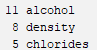 11 alcohol
8 density
5 chlorides